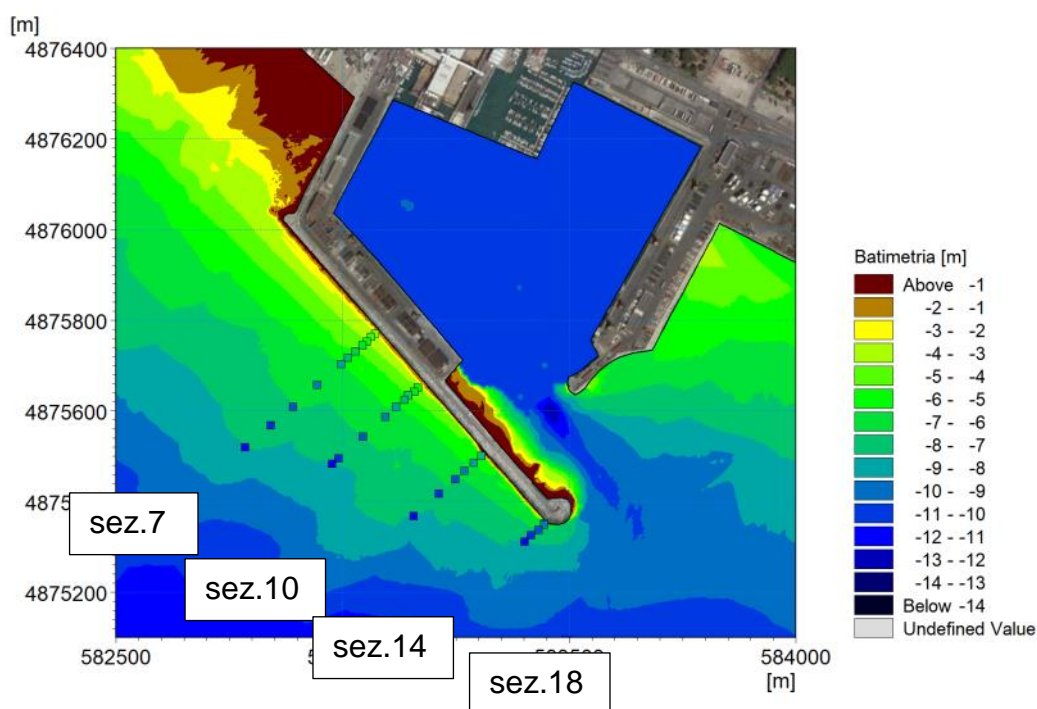 [m]
4876400
4876200
4876000
4875800
4875600
4875200
582500
584000
[m]
sez.7
sez.10
sez.14
sez.18
Batimetria [m]
Above -1
-2 - -1
-3 - -2
-4 - -3
-5 - -4
-6 - -5
-7 - -6
-8 - -7
-9 - -8
-10 - -9
-11 - -10
-12 - -11
-13 - -12
-14 - -13
Below -14
Undefined Value